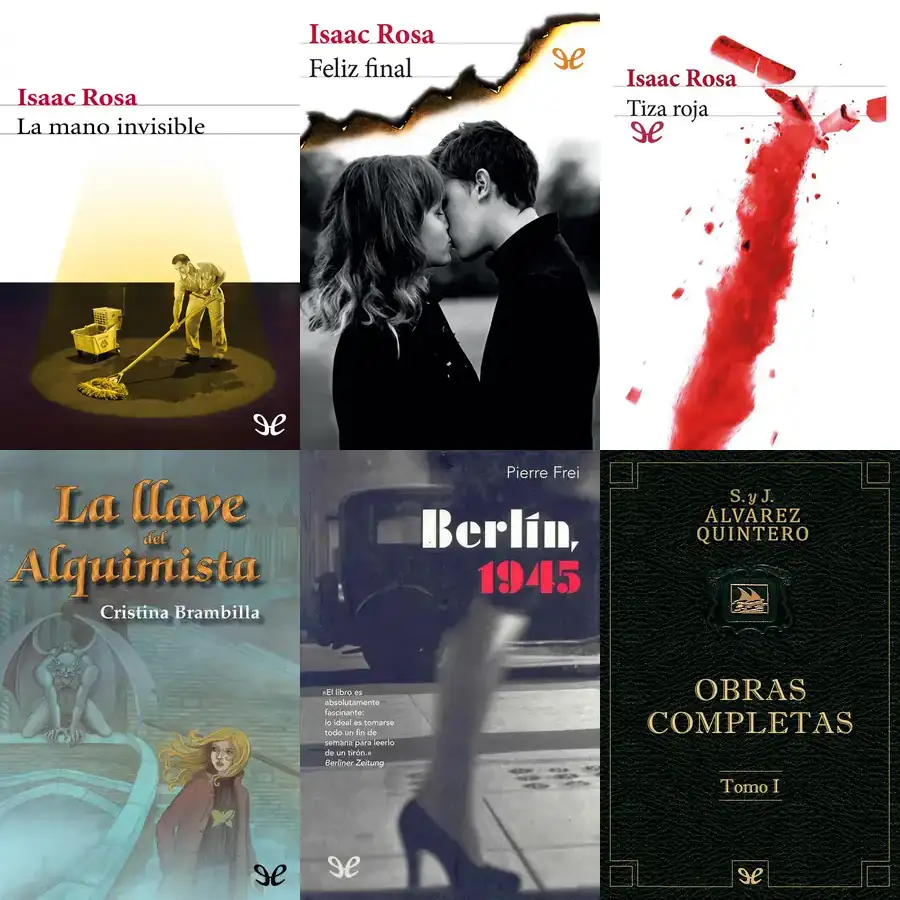 Isaac Rosa
La mano invisible
Isaac Rosa
Feliz final
Isaac Rosa
Tiza roja
La llave
del
Alquimista
Cristina Brambilla
Pierre Frei
Berlín,
1945
«El libro es
absolutamente
fascinante:
lo ideal es tomarse
todo un fin de
semana para leerlo
de un tirón.»
Berliner Zeitung
S. y J.
ÁLVAREZ
QUINTERO
OBRAS
COMPLETAS
Tomo I